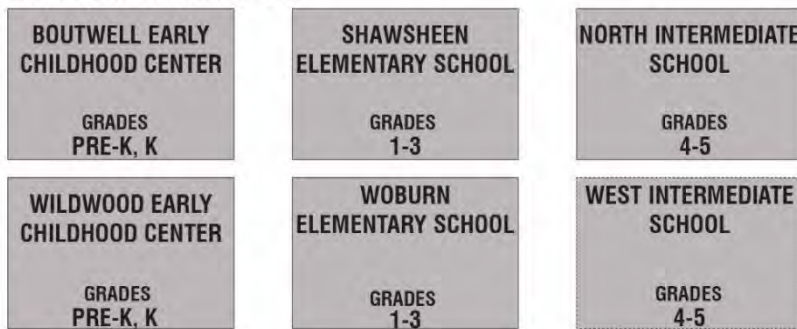 BOUTWELL EARLY
CHILDHOOD CENTER
GRADES
PRE-K, K
SHAWSHEEN
ELEMENTARY SCHOOL
GRADES
1-3
NORTH INTERMEDIATE
SCHOOL
GRADES
4-5
WILDWOOD EARLY
CHILDHOOD CENTER
GRADES
PRE-K, K
WOBURN
ELEMENTARY SCHOOL
GRADES
1-3
WEST INTERMEDIATE
SCHOOL
GRADES
4-5